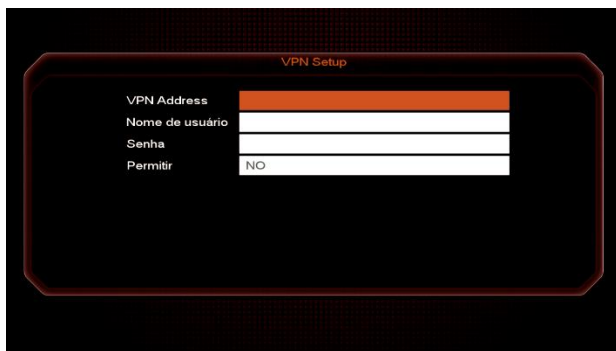 VPN Setup
VPN Address
Nome de usuário
Senha
Permitir NO